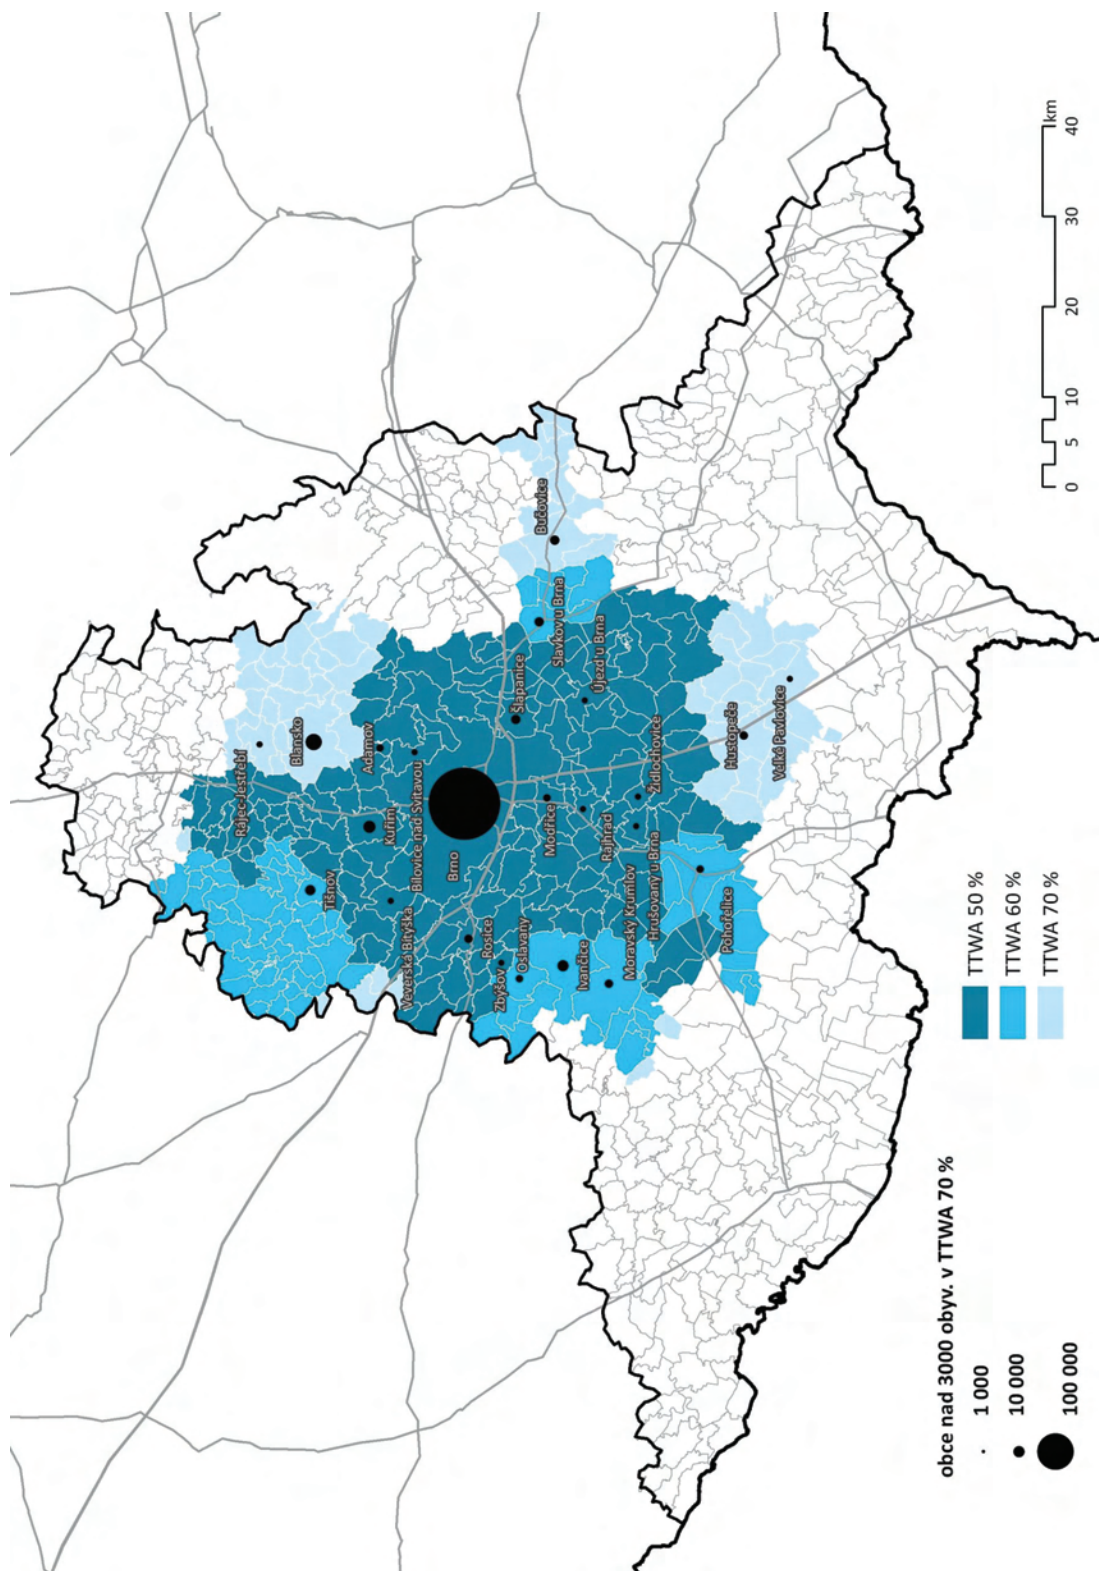 Rájec-Jestřebí
Blansko
Adamov
Kuřim
Bílovice nad Svitavou
Brno
Tišnov
Veverská Bítýška
Rosice
Zbýšov
Oslavany
Ivančice
Moravský Krumlov
Hrušovany u Brna
Rajhrad
Modřice
Židlochovice
Pohořelice
Šlapanice
Slavkov u Brna
Újezd u Brna
Bučovice
Hustopeče
Velké Pavlovice
obce nad 3000 obyv. v TTWA 70 %
1 000
10 000
100 000
TTWA 50 %
TTWA 60 %
TTWA 70 %
0 5 10 20 30 40
km